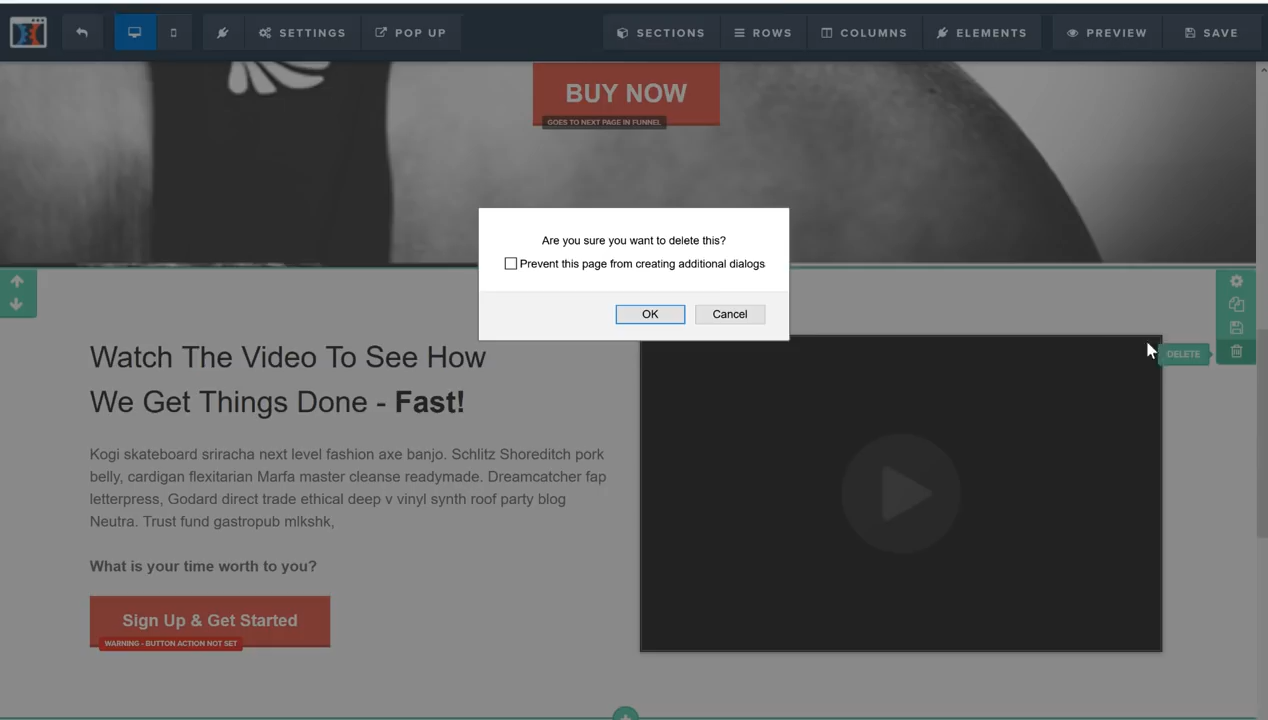 SETTINGS POP UP SECTIONS ROWS COLUMNS ELEMENTS PREVIEW SAVE
BUY NOW
GOES TO NEXT PAGE IN FUNNEL
Are you sure you want to delete this?
Prevent this page from creating additional dialogs
OK Cancel
DELETE
Watch The Video To See How
We Get Things Done - Fast!
Kogi skateboard sriracha next level fashion axe banjo. Schlitz Shoreditch pork
belly, cardigan flexitarian Marfa master cleanse readymade. Dreamcatcher fap
letterpress, Godard direct trade ethical deep v vinyl synth roof party blog
Neutra. Trust fund gastropub mlkshk,
What is your time worth to you?
Sign Up & Get Started
WARNING - BUTTON ACTION NOT SET